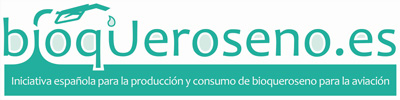 bioqUeroseno.es
Iniciativa española para la producción y consumo de bioqueroseno para la aviación